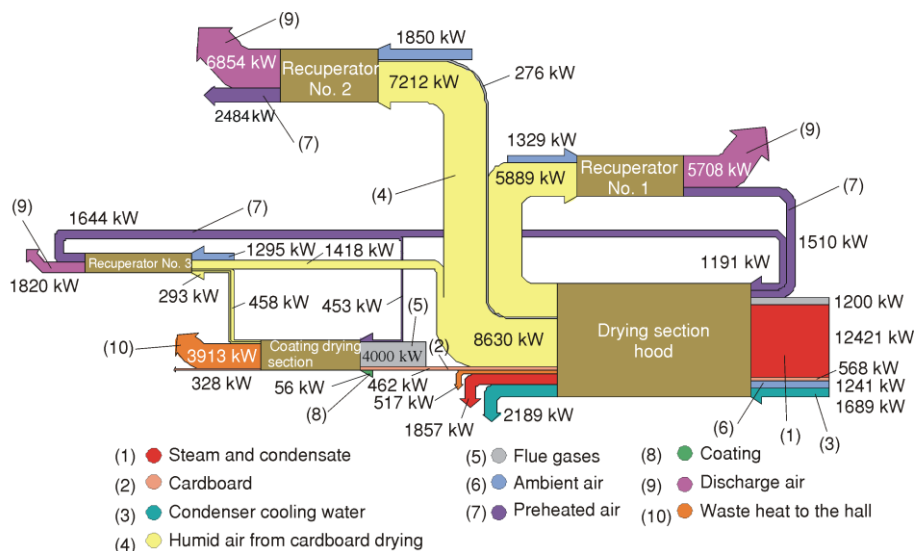 (9)
1850 kW
6854 kW
Recuperator
No. 2
7212 kW
276 kW
2484 kW
(7)
(9)
1329 kW
(4)
5889 kW
Recuperator
No. 1
5708 kW
(7)
(9)
1644 kW
(7)
1510 kW
Recuperator No. 3
1295 kW
1418 kW
1191 kW
1820 kW
293 kW
458 kW
453 kW
(5)
1200 kW
(10)
3913 kW
Coating drying
section
4000 kW
(2)
8630 kW
Drying section
hood
12421 kW
328 kW
56 kW
462 kW
568 kW
(8)
517 kW
1241 kW
1857 kW
2189 kW
1689 kW
(6)
(1)
(3)
(1) Steam and condensate
(2) Cardboard
(3) Condenser cooling water
(4) Humid air from cardboard drying
(5) Flue gases
(6) Ambient air
(7) Preheated air
(8) Coating
(9) Discharge air
(10) Waste heat to the hall